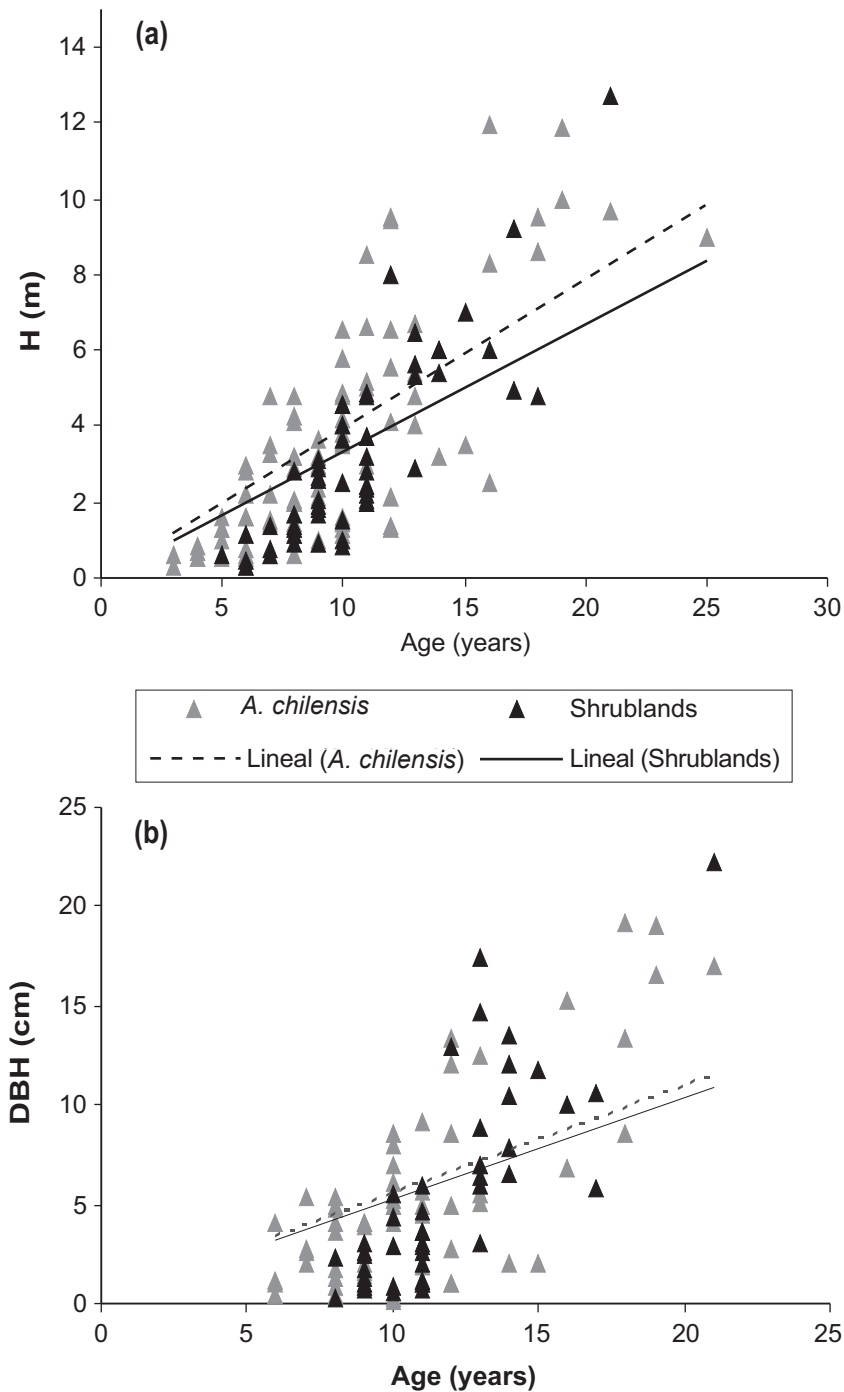 (a)
14
12
10
8
6
4
2
0
H (m)
0 5 10 15 20 25 30
Age (years)
A. chilensis Shrublands
Lineal (A. chilensis) Lineal (Shrublands)
(b)
25
20
15
10
5
0
DBH (cm)
0 5 10 15 20 25
Age (years)